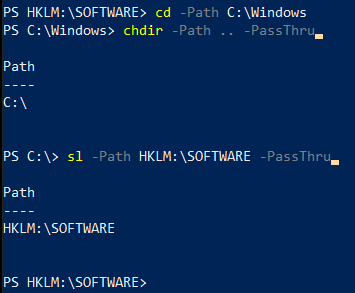 PS HKLM:\SOFTWARE> cd -Path C:\Windows
PS C:\Windows> chdir -Path .. -PassThru
Path
----
C:\
PS C:\> sl -Path HKLM:\SOFTWARE -PassThru
Path
----
HKLM:\SOFTWARE
PS HKLM:\SOFTWARE>